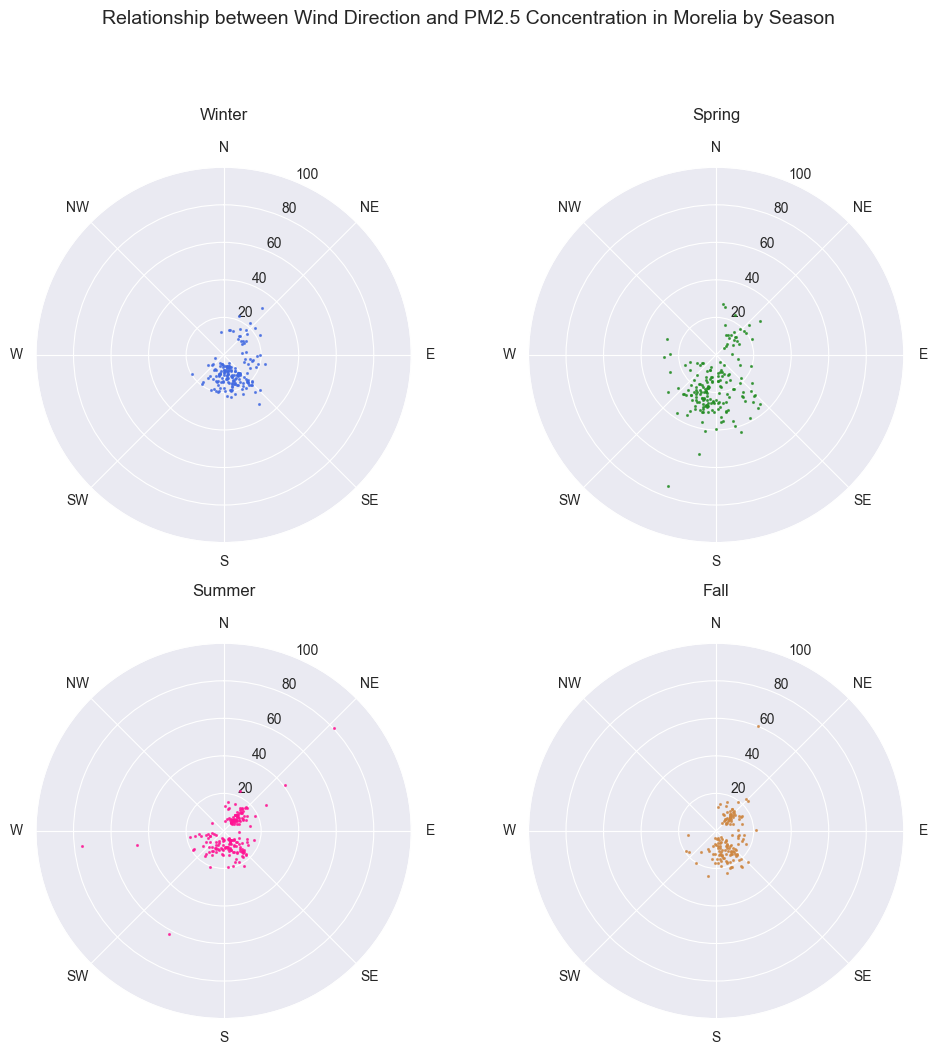 Relationship between Wind Direction and PM2.5 Concentration in Morelia by Season
Winter
N
NW
NE
W
E
SW
SE
S
20
40
60
80
100
Spring
N
NW
NE
W
E
SW
SE
S
20
40
60
80
100
Summer
N
NW
NE
W
E
SW
SE
S
20
40
60
80
100
Fall
N
NW
NE
W
E
SW
SE
S
20
40
60
80
100